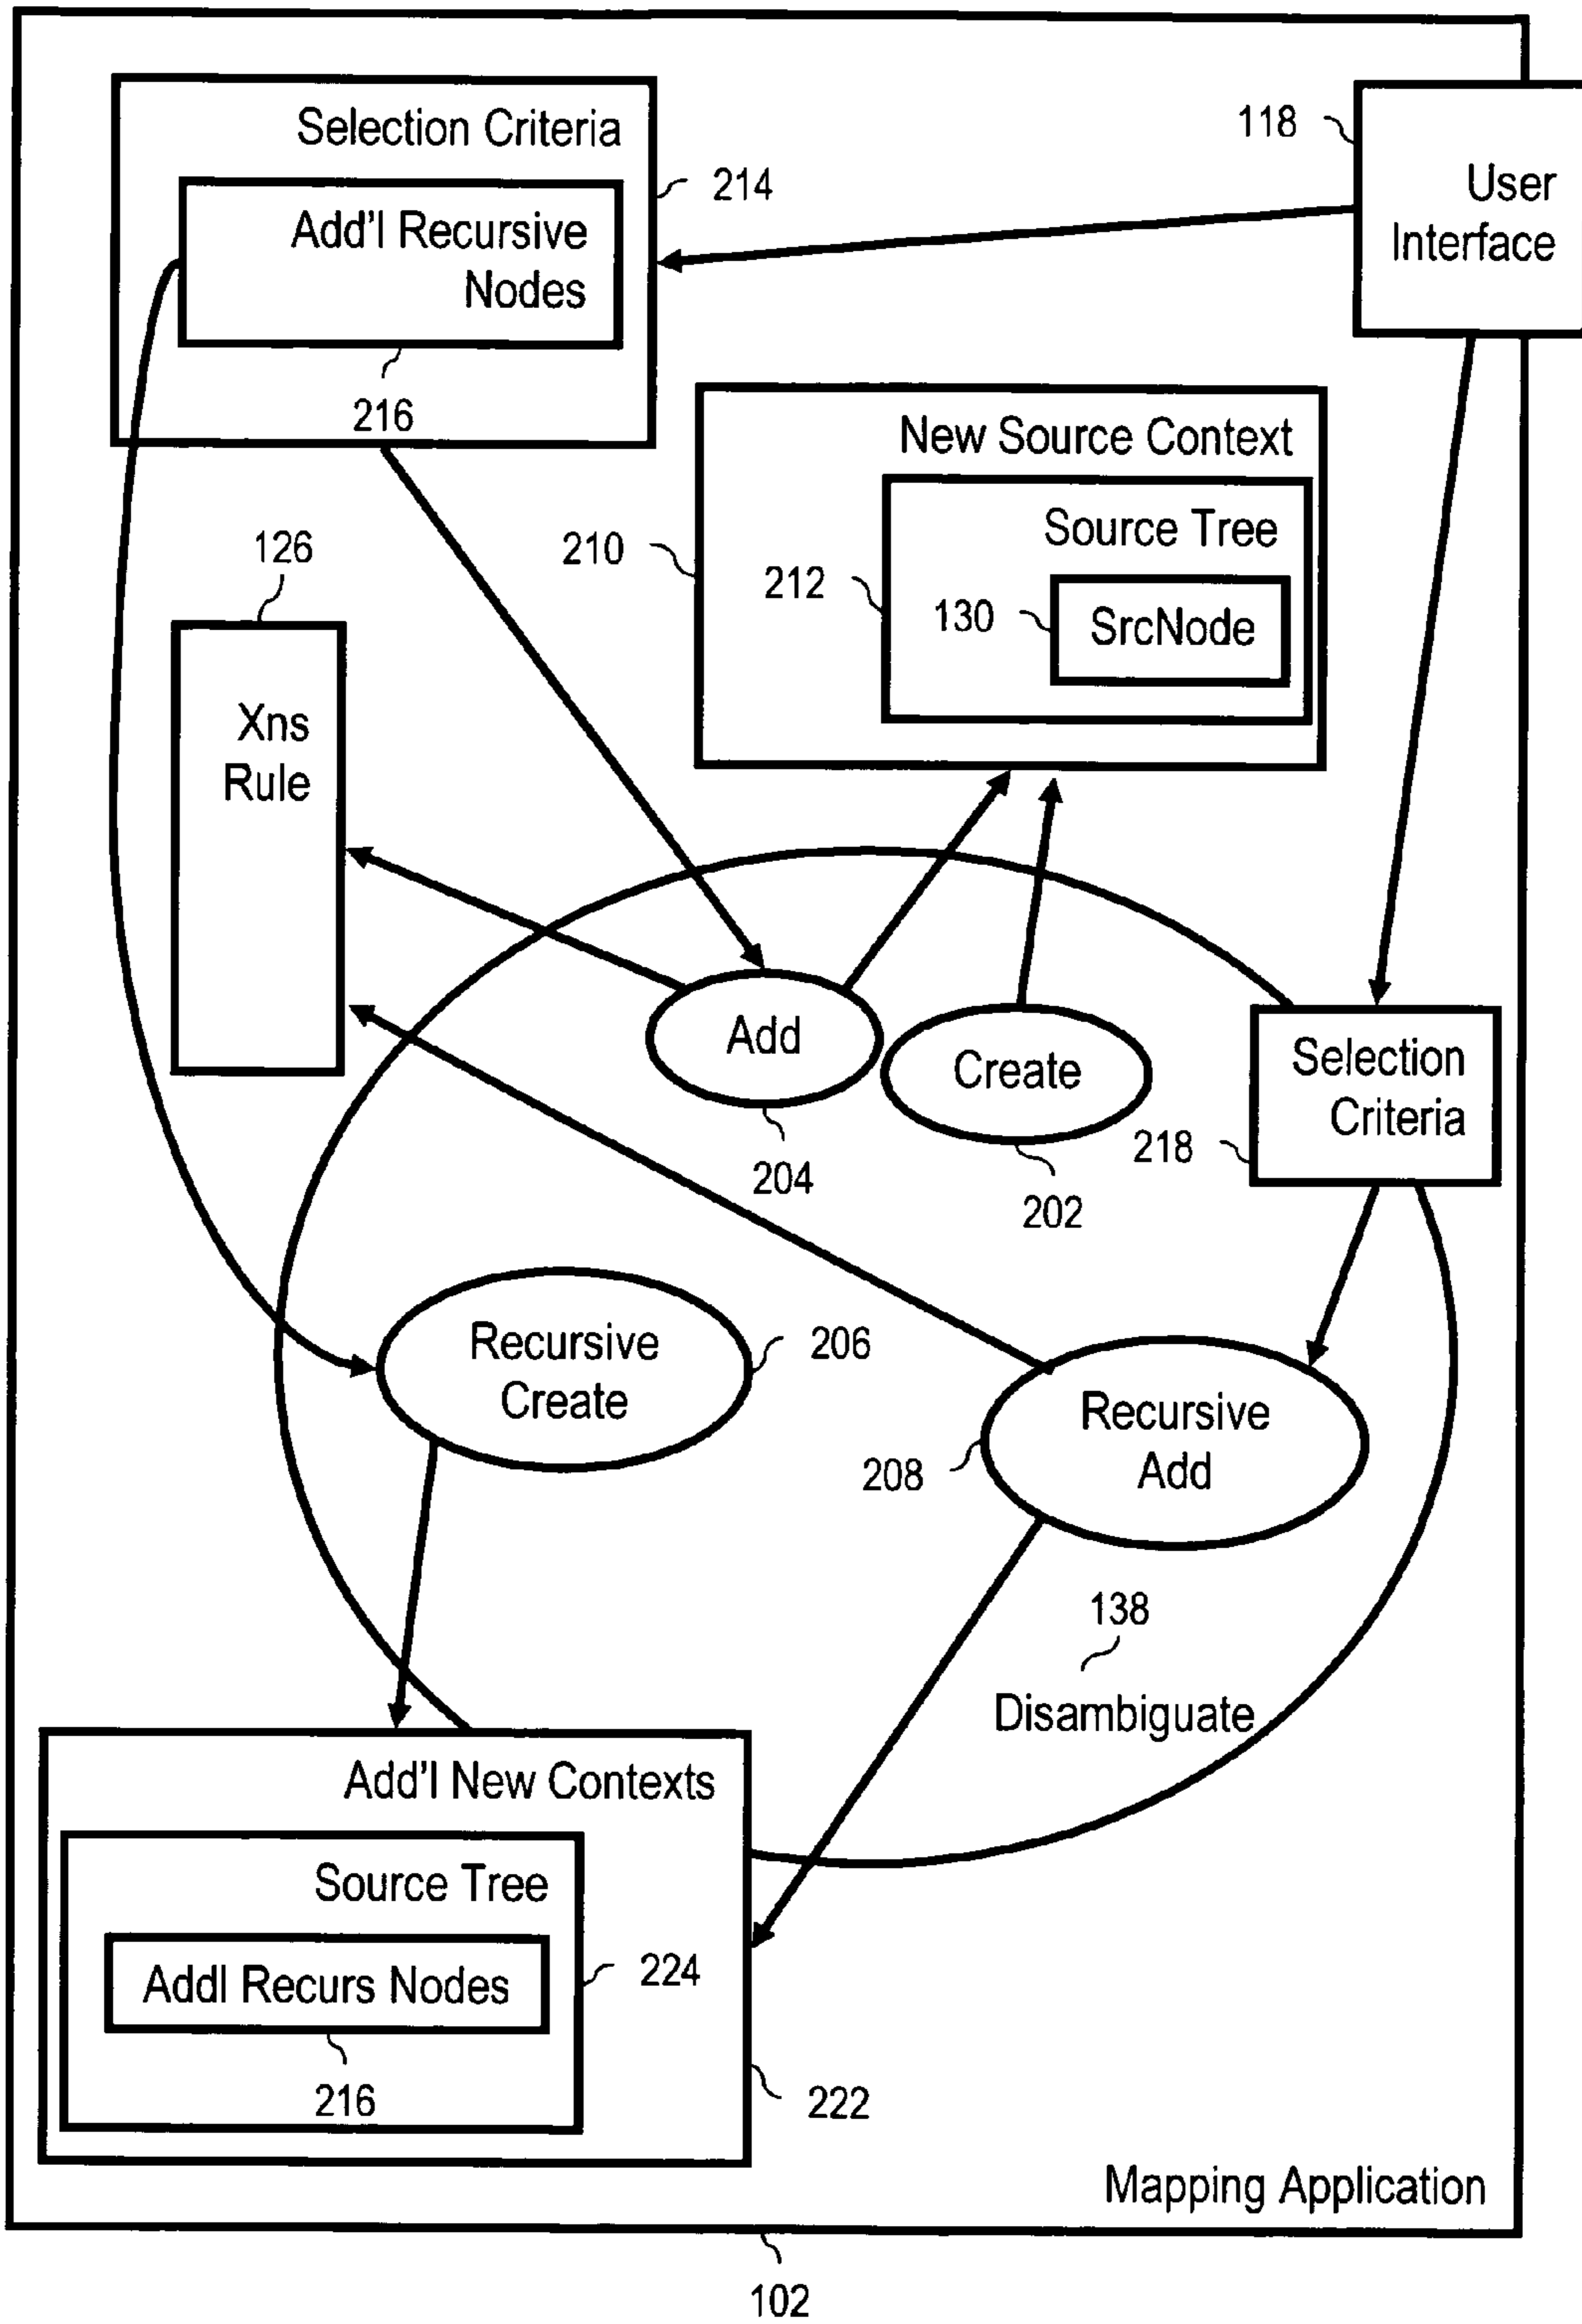 Selection Criteria
118
User
Interface
214
Add'l Recursive
Nodes
216
New Source Context
126
210
Source Tree
212
130
SrcNode
Xns
Rule
Add
Create
Selection
Criteria
204
218
202
Recursive
Create
206
Recursive
Add
208
138
Disambiguate
Add'l New Contexts
Source Tree
Addl Recurs Nodes
224
216
222
Mapping Application
102